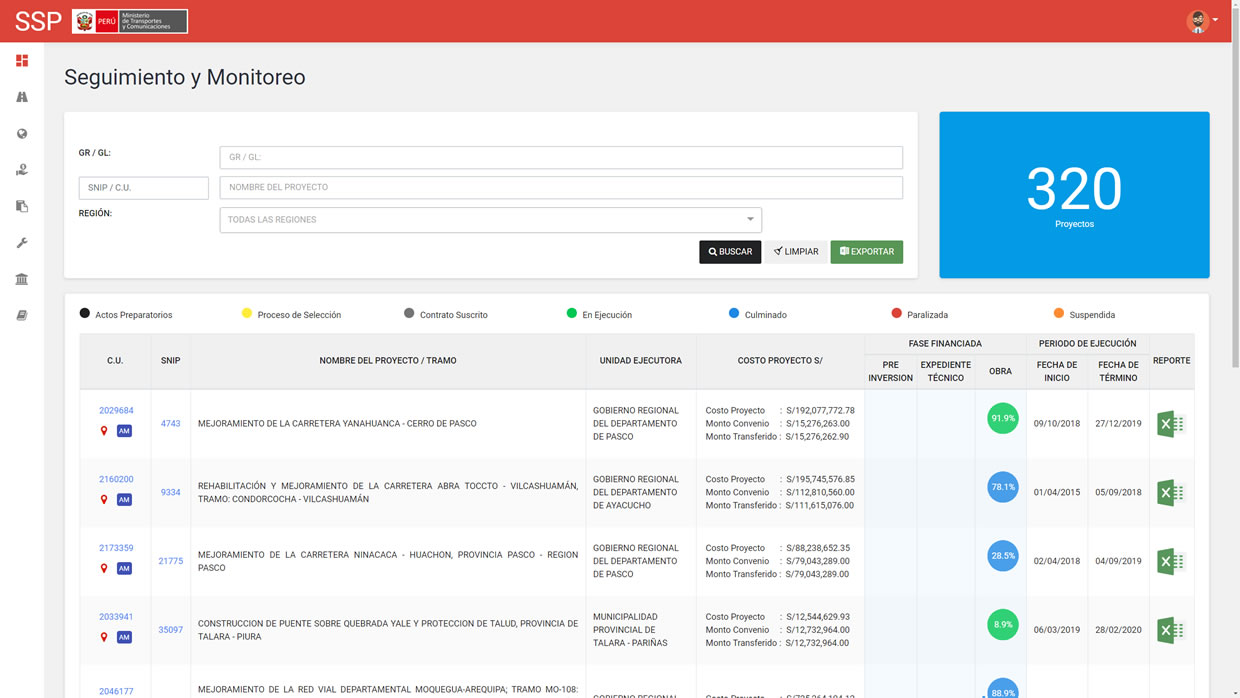 SSP
PERÚ
Ministerio
de Transportes
y Comunicaciones
Seguimiento y Monitoreo
GR / GL:
GR / GL:
SNIP / C.U.
NOMBRE DEL PROYECTO
REGIÓN:
TODAS LAS REGIONES
BUSCAR
LIMPIAR
EXPORTAR
320
Proyectos
Actos Preparatorios
Proceso de Selección
Contrato Suscrito
En Ejecución
Culminado
Paralizada
Suspendida
C.U.
SNIP
NOMBRE DEL PROYECTO / TRAMO
UNIDAD EJECUTORA
COSTO PROYECTO S/
FASE FINANCIADA
PRE
INVERSION
EXPEDIENTE
TÉCNICO
OBRA
PERIODO DE EJECUCIÓN
FECHA DE
INICIO
FECHA DE
TÉRMINO
REPORTE
2029684
AM
4743
MEJORAMIENTO DE LA CARRETERA YANAHUANCA - CERRO DE PASCO
GOBIERNO REGIONAL
DEL DEPARTAMENTO
DE PASCO
Costo Proyecto : S/192,077,772.78
Monto Convenio : S/15,276,263.00
Monto Transferido : S/15,276,262.90
91.9%
09/10/2018
27/12/2019
2160200
AM
9334
REHABILITACIÓN Y MEJORAMIENTO DE LA CARRETERA ABRA TOCCTO - VILCASHUAMÁN,
TRAMO: CONDORCOCHA - VILCASHUAMÁN
GOBIERNO REGIONAL
DEL DEPARTAMENTO
DE AYACUCHO
Costo Proyecto : S/195,745,576.85
Monto Convenio : S/112,810,560.00
Monto Transferido : S/111,615,076.00
78.1%
01/04/2015
05/09/2018
2173359
AM
21775
MEJORAMIENTO DE LA CARRETERA NINACACA - HUACHON, PROVINCIA PASCO - REGION
PASCO
GOBIERNO REGIONAL
DEL DEPARTAMENTO
DE PASCO
Costo Proyecto : S/88,238,652.35
Monto Convenio : S/79,043,289.00
Monto Transferido : S/79,043,289.00
28.5%
02/04/2018
04/09/2019
2033941
AM
35097
CONSTRUCCION DE PUENTE SOBRE QUEBRADA YALE Y PROTECCION DE TALUD, PROVINCIA DE
TALARA - PIURA
MUNICIPALIDAD
PROVINCIAL DE
TALARA - PARIÑAS
Costo Proyecto : S/12,544,629.93
Monto Convenio : S/12,732,964.00
Monto Transferido : S/12,732,964.00
8.9%
06/03/2019
28/02/2020
2046177
MEJORAMIENTO DE LA RED VIAL DEPARTAMENTAL MOQUEGUA-AREQUIPA; TRAMO MO-108:
GOBIERNO REGIONAL
88.9%